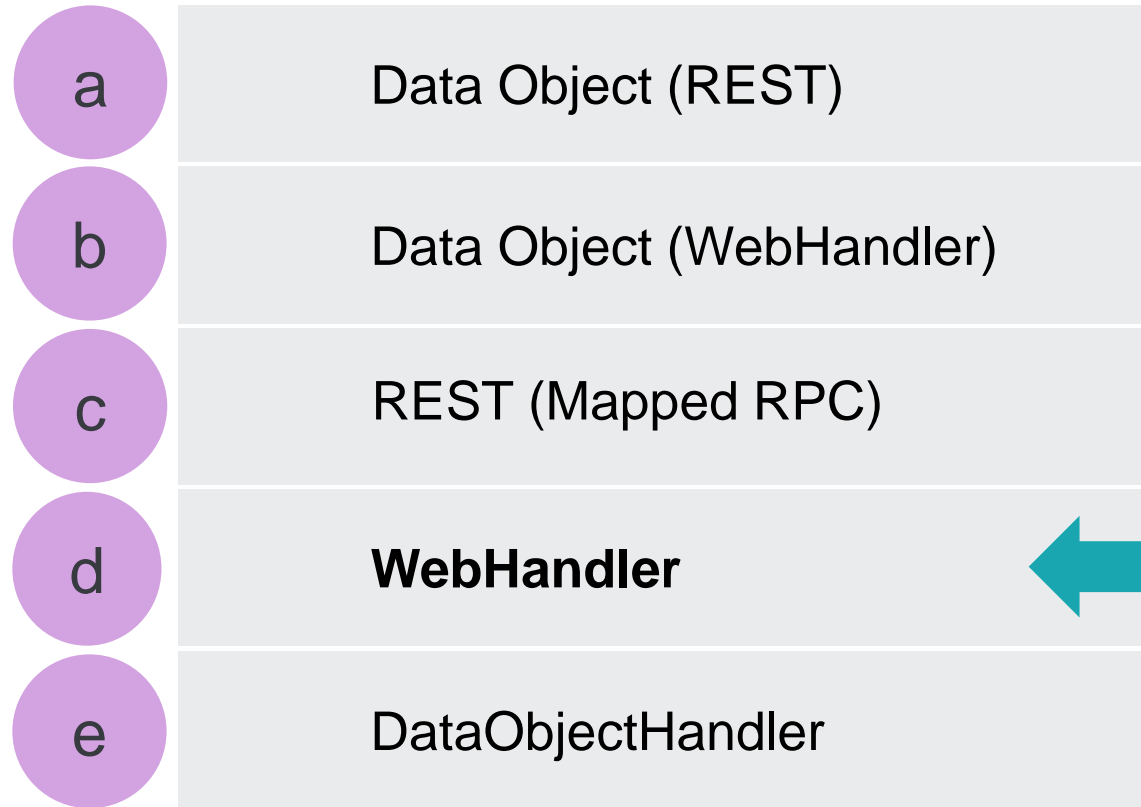 a Data Object (REST)
b Data Object (WebHandler)
c REST (Mapped RPC)
d WebHandler
e DataObjectHandler